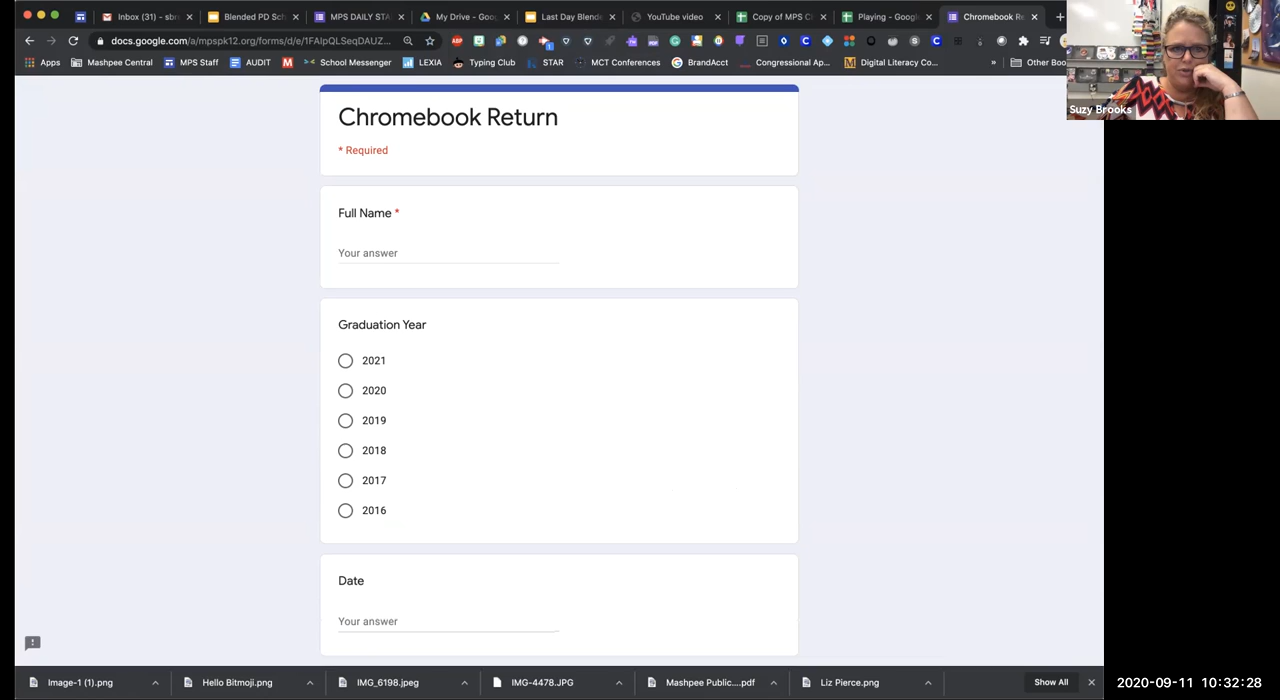 Inbox (31) - sbr
Blended PD Sch
MPS DAILY STA
My Drive - Goog
Last Day Blende
YouTube video
Copy of MPS C
Playing - Google
Chromebook Re
docs.google.com/a/mpspk12.org/forms/d/e/1FAIpQLSeqDAUZ...
Apps
Mashpee Central
MPS Staff
AUDIT
School Messenger
LEXIA
Typing Club
STAR
MCT Conferences
BrandAcct
Congressional Ap...
Digital Literacy Co...
»
Other Boo
Suzy Brooks
Chromebook Return
* Required
Full Name *
Your answer
Graduation Year
2021
2020
2019
2018
2017
2016
Date
Your answer
Image-1 (1).png
Hello Bitmoji.png
IMG_6198.jpeg
IMG-4478.JPG
Mashpee Public....pdf
Liz Pierce.png
Show All
2020-09-11 10:32:28